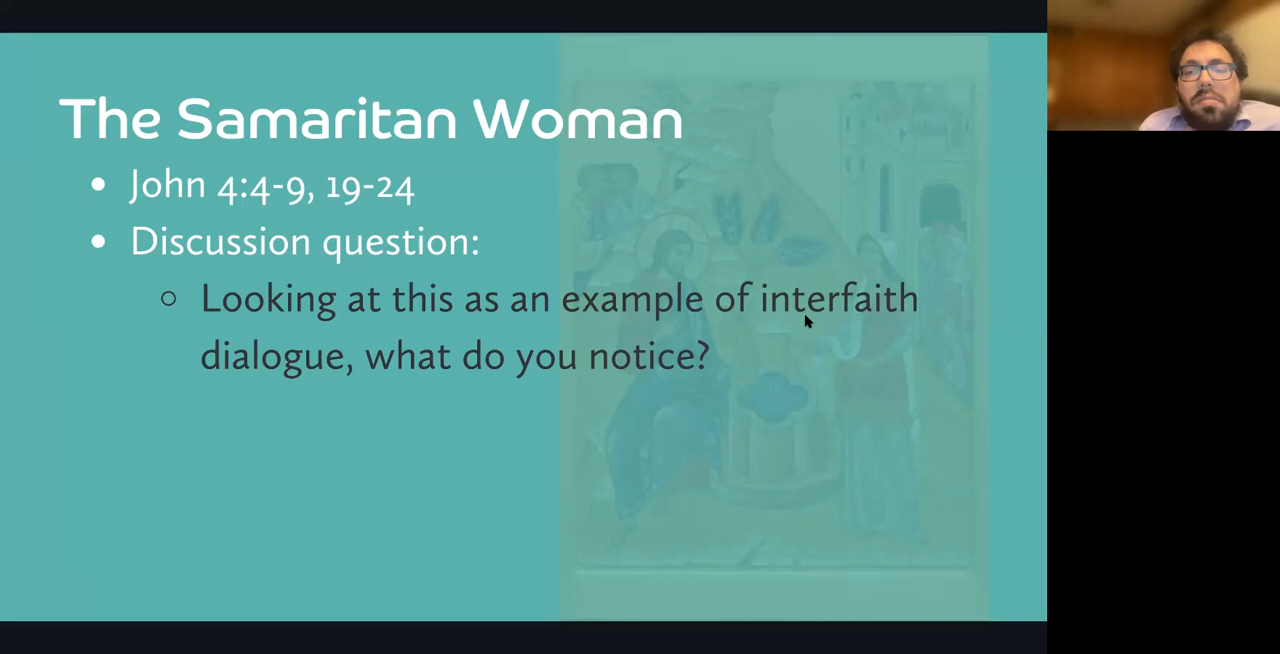 The Samaritan Woman
• John 4:4-9, 19-24
• Discussion question:
○ Looking at this as an example of interfaith
dialogue, what do you notice?